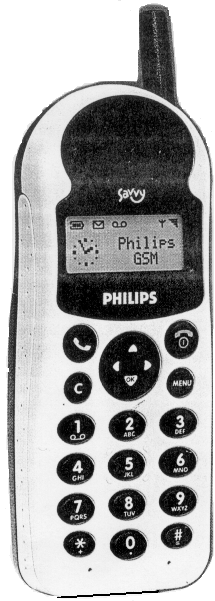 savvy
Philips
GSM
PHILIPS
OK
C MENU
1 2 ABC 3 DEF
4 GHI 5 JKL 6 MNO
7 PQRS 8 TUV 9 WXYZ
* + 0 . #